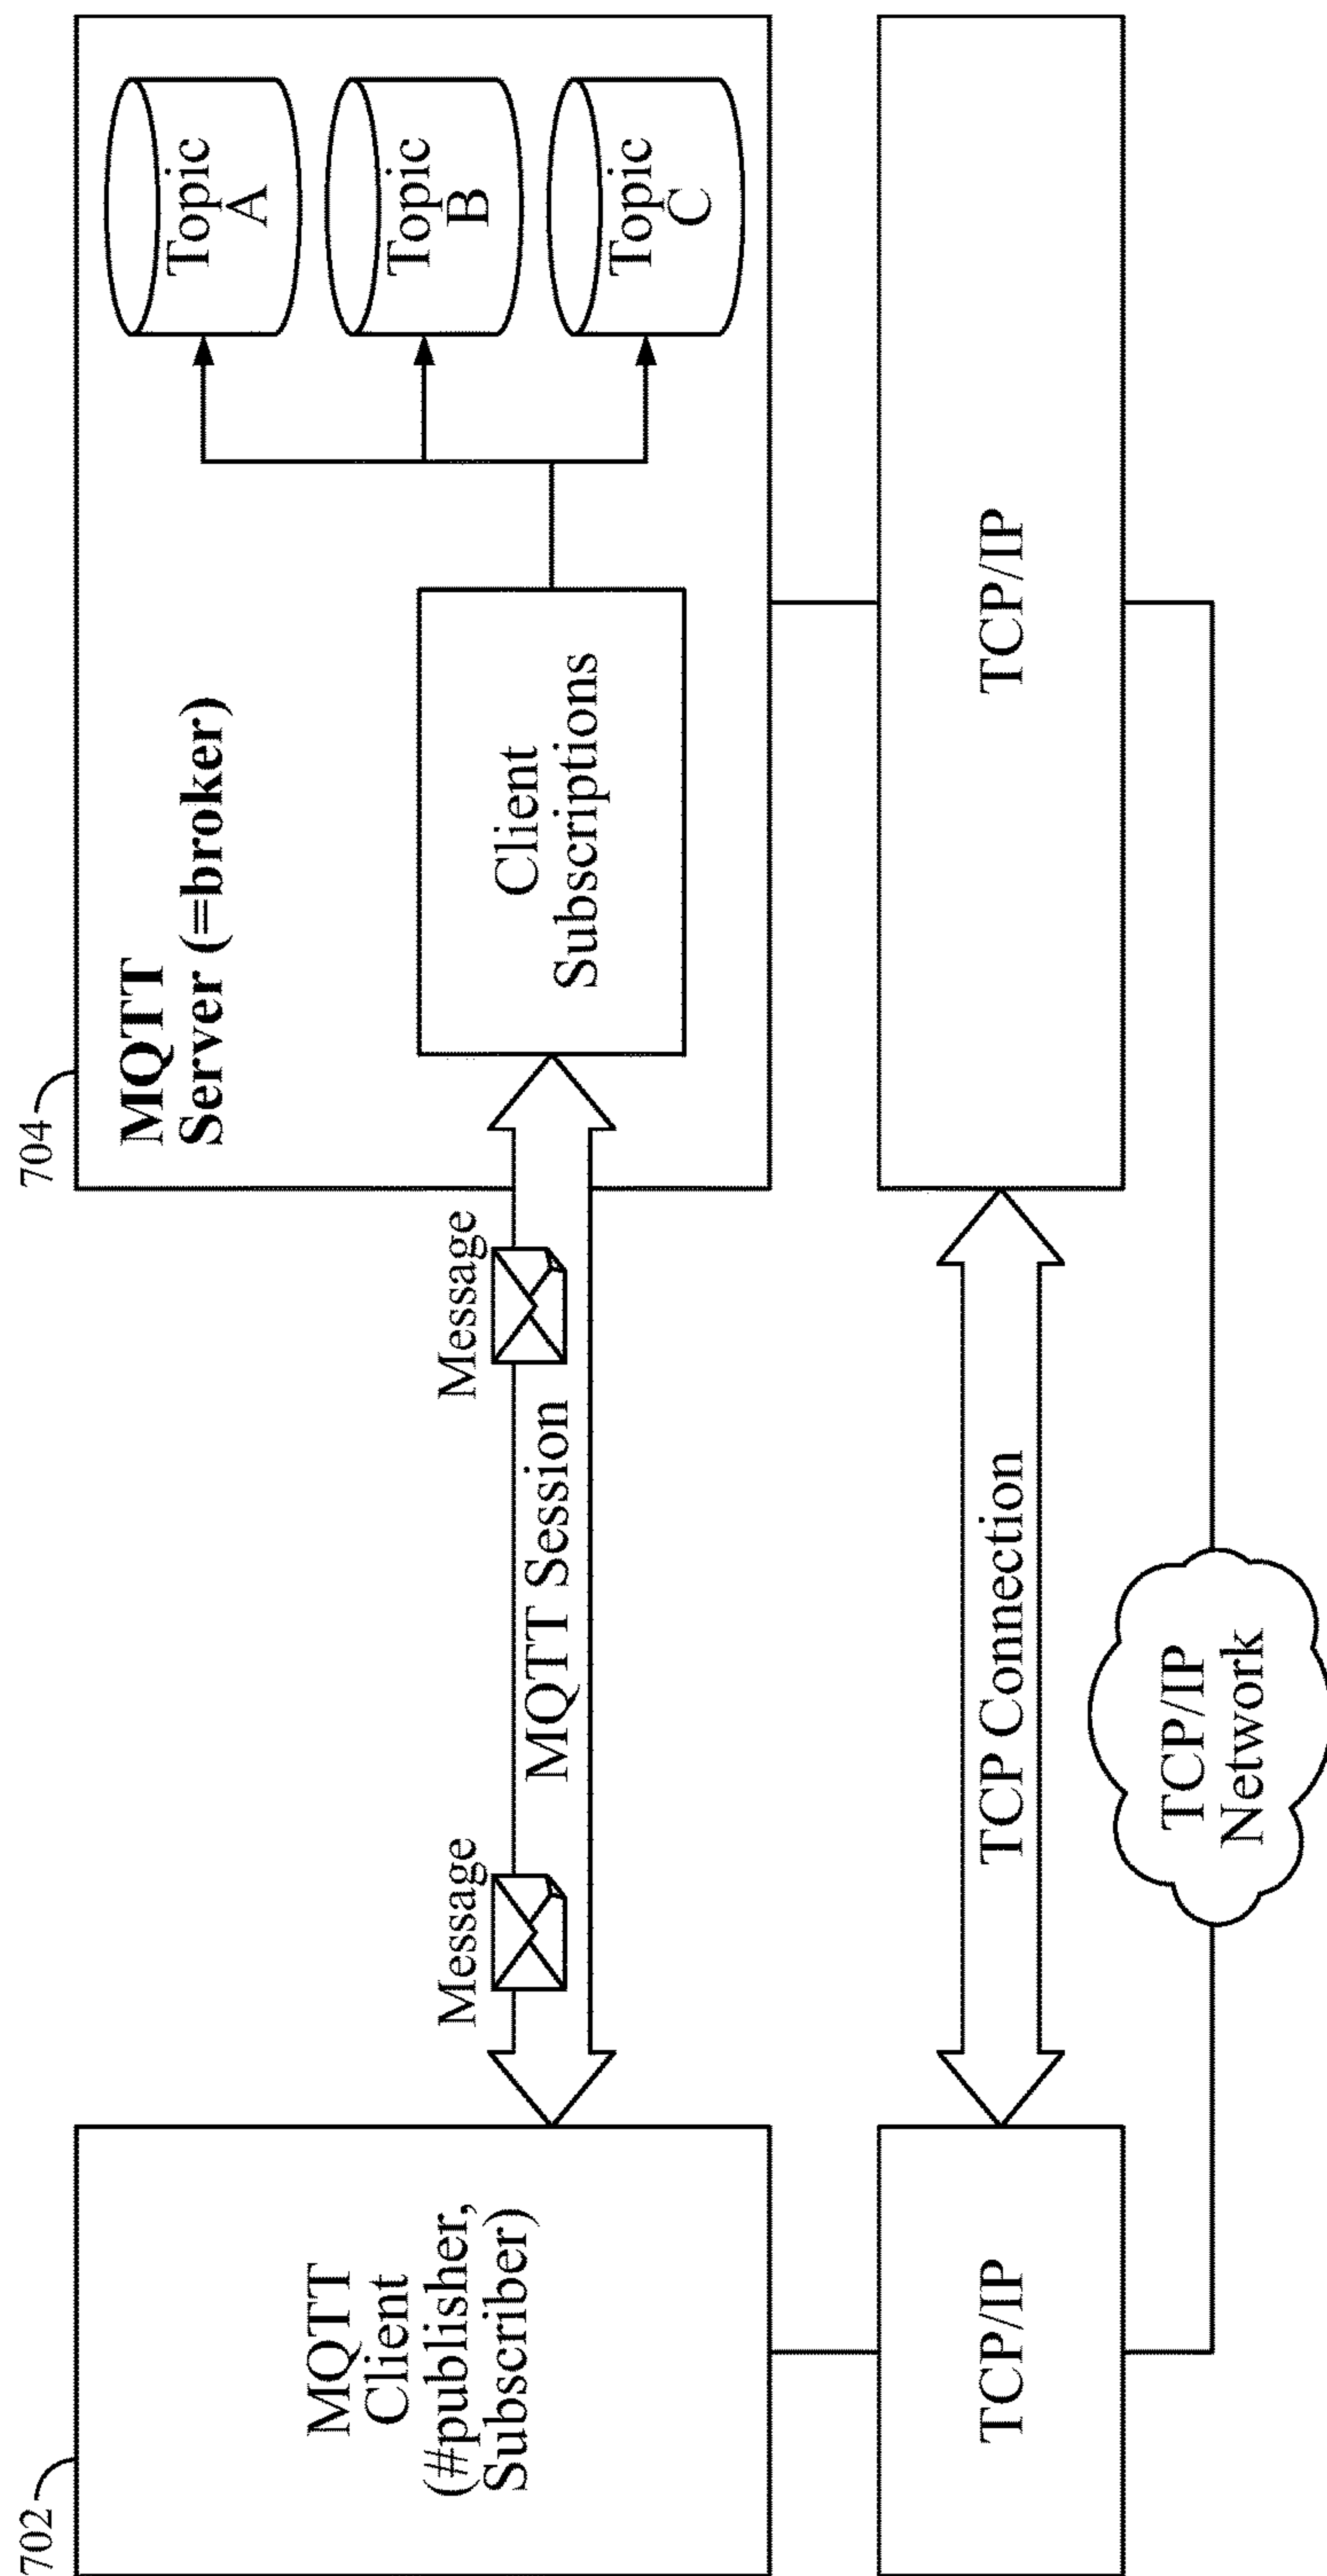 702
MQTT
Client
(#publisher,
Subscriber)
Message
Message
MQTT Session
704
MQTT
Server (=broker)
Client
Subscriptions
Topic
A
Topic
B
Topic
C
TCP/IP
TCP Connection
TCP/IP
TCP/IP
Network